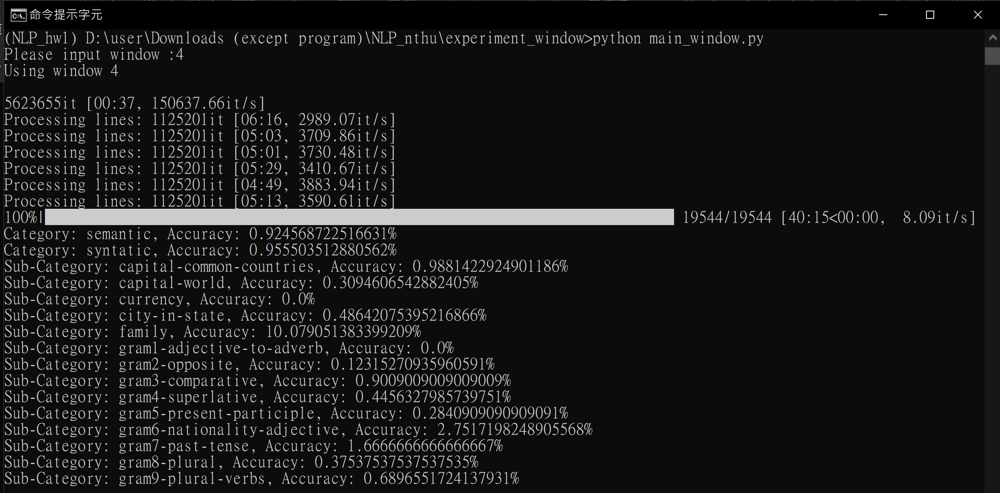 命令提示字元
(NLP_hw1) D:\user\Downloads (except program)\NLP_nthu\experiment_window>python main_window.py
Please input window :4
Using window 4
5623655it [00:37, 150637.66it/s]
Processing lines: 1125201it [06:16, 2989.07it/s]
Processing lines: 1125201it [05:03, 3709.86it/s]
Processing lines: 1125201it [05:01, 3730.48it/s]
Processing lines: 1125201it [05:29, 3410.67it/s]
Processing lines: 1125201it [04:49, 3883.94it/s]
Processing lines: 1125201it [05:13, 3590.61it/s]
100%| 19544/19544 [40:15<00:00,  8.09it/s]
Category: semantic, Accuracy: 0.924568722516631%
Category: syntatic, Accuracy: 0.955503512880562%
Sub-Category: capital-common-countries, Accuracy: 0.9881422924901186%
Sub-Category: capital-world, Accuracy: 0.3094606542882405%
Sub-Category: currency, Accuracy: 0.0%
Sub-Category: city-in-state, Accuracy: 0.48642075395216866%
Sub-Category: family, Accuracy: 10.079051383399209%
Sub-Category: gram1-adjective-to-adverb, Accuracy: 0.0%
Sub-Category: gram2-opposite, Accuracy: 0.12315270935960591%
Sub-Category: gram3-comparative, Accuracy: 0.9009009009009009%
Sub-Category: gram4-superlative, Accuracy: 0.4456327985739751%
Sub-Category: gram5-present-participle, Accuracy: 0.2840909090909091%
Sub-Category: gram6-nationality-adjective, Accuracy: 2.7517198248905568%
Sub-Category: gram7-past-tense, Accuracy: 1.6666666666666667%
Sub-Category: gram8-plural, Accuracy: 0.37537537537537535%
Sub-Category: gram9-plural-verbs, Accuracy: 0.6896551724137931%